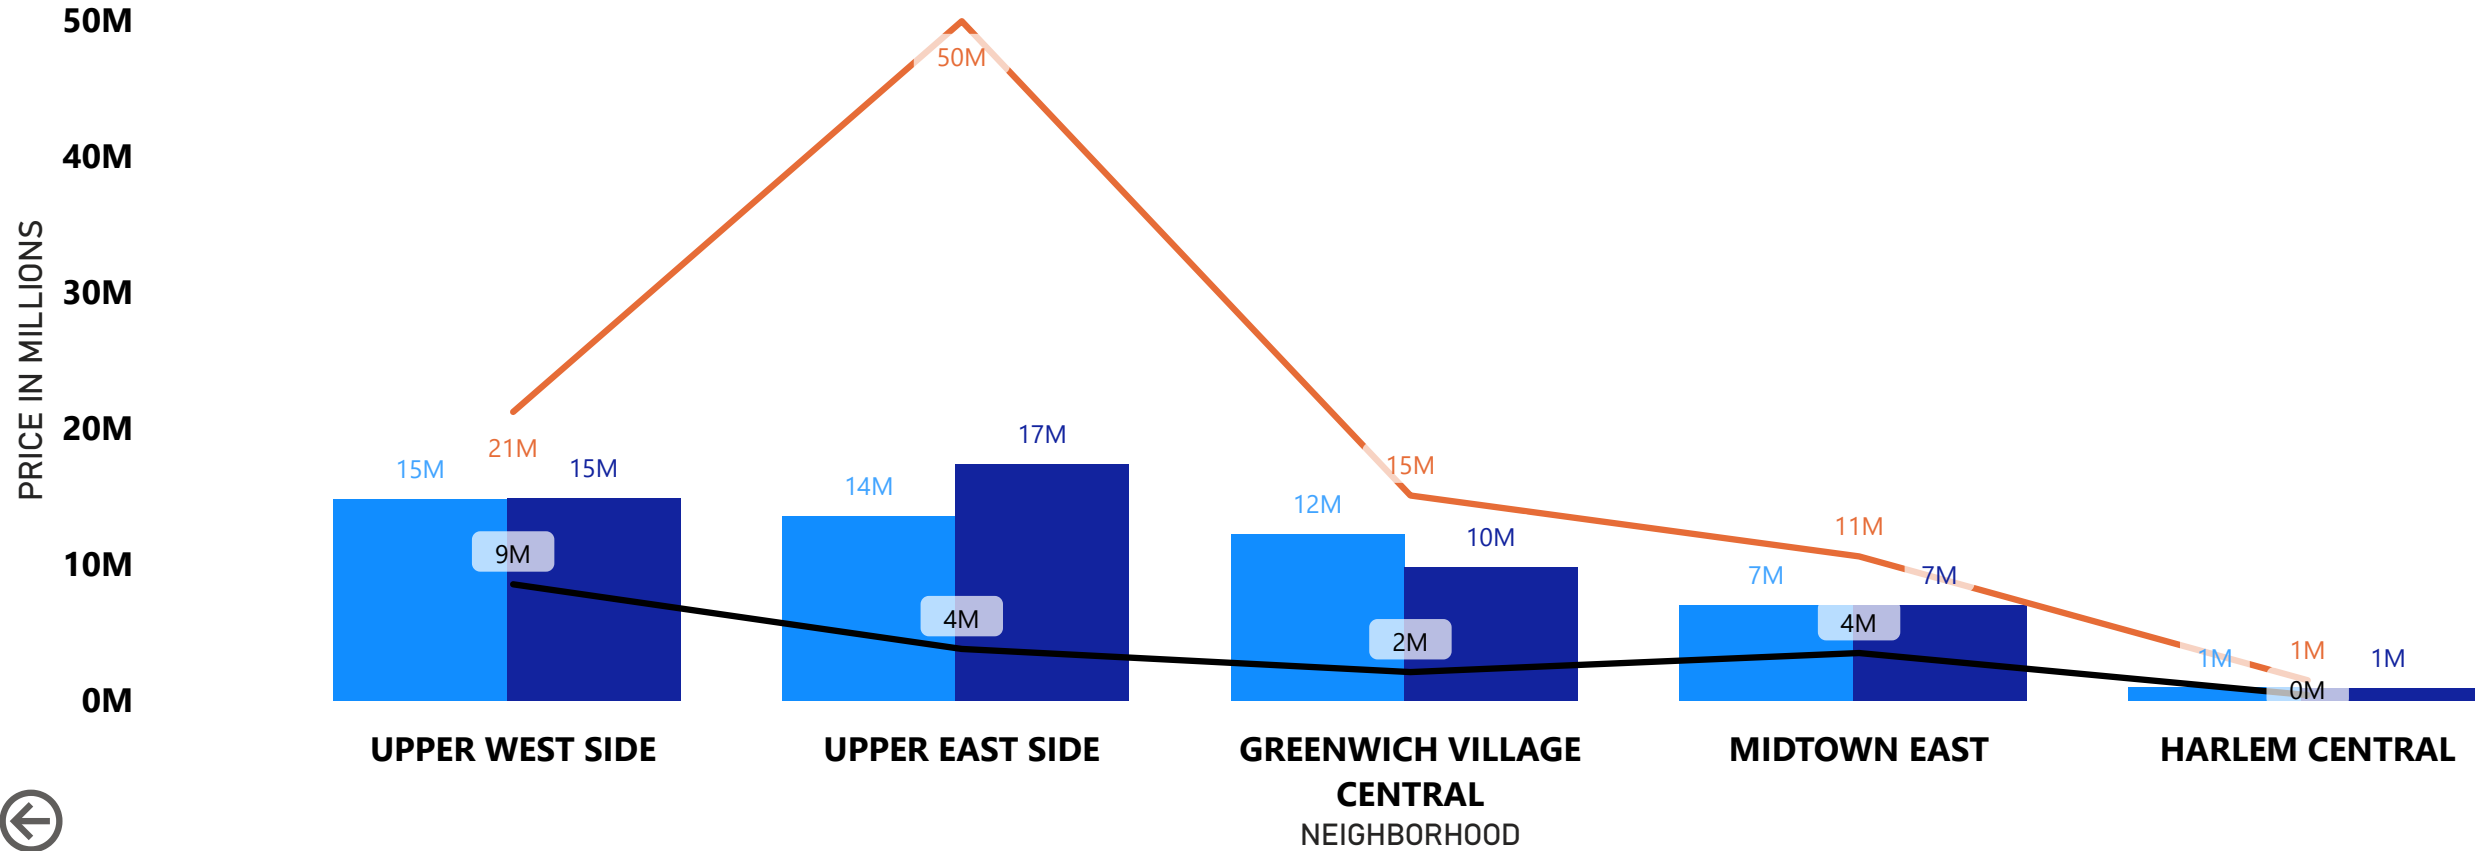 50M
40M
30M
20M
10M
0M
PRICE IN MILLIONS
50M
21M
15M
15M
9M
14M
17M
4M
15M
12M
10M
2M
11M
7M
7M
4M
1M
1M
1M
0M
UPPER WEST SIDE
UPPER EAST SIDE
GREENWICH VILLAGE
CENTRAL
MIDTOWN EAST
HARLEM CENTRAL
NEIGHBORHOOD